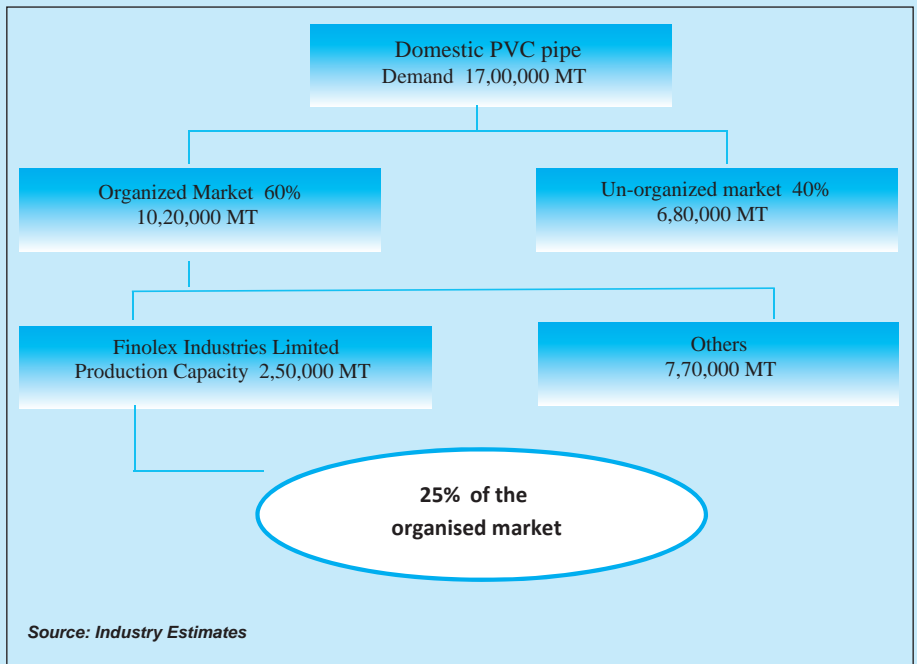 Domestic PVC pipe
Demand 17,00,000 MT
Organized Market 60%
10,20,000 MT
Un-organized market 40%
6,80,000 MT
Finolex Industries Limited
Production Capacity 2,50,000 MT
Others
7,70,000 MT
25% of the
organised market
Source: Industry Estimates